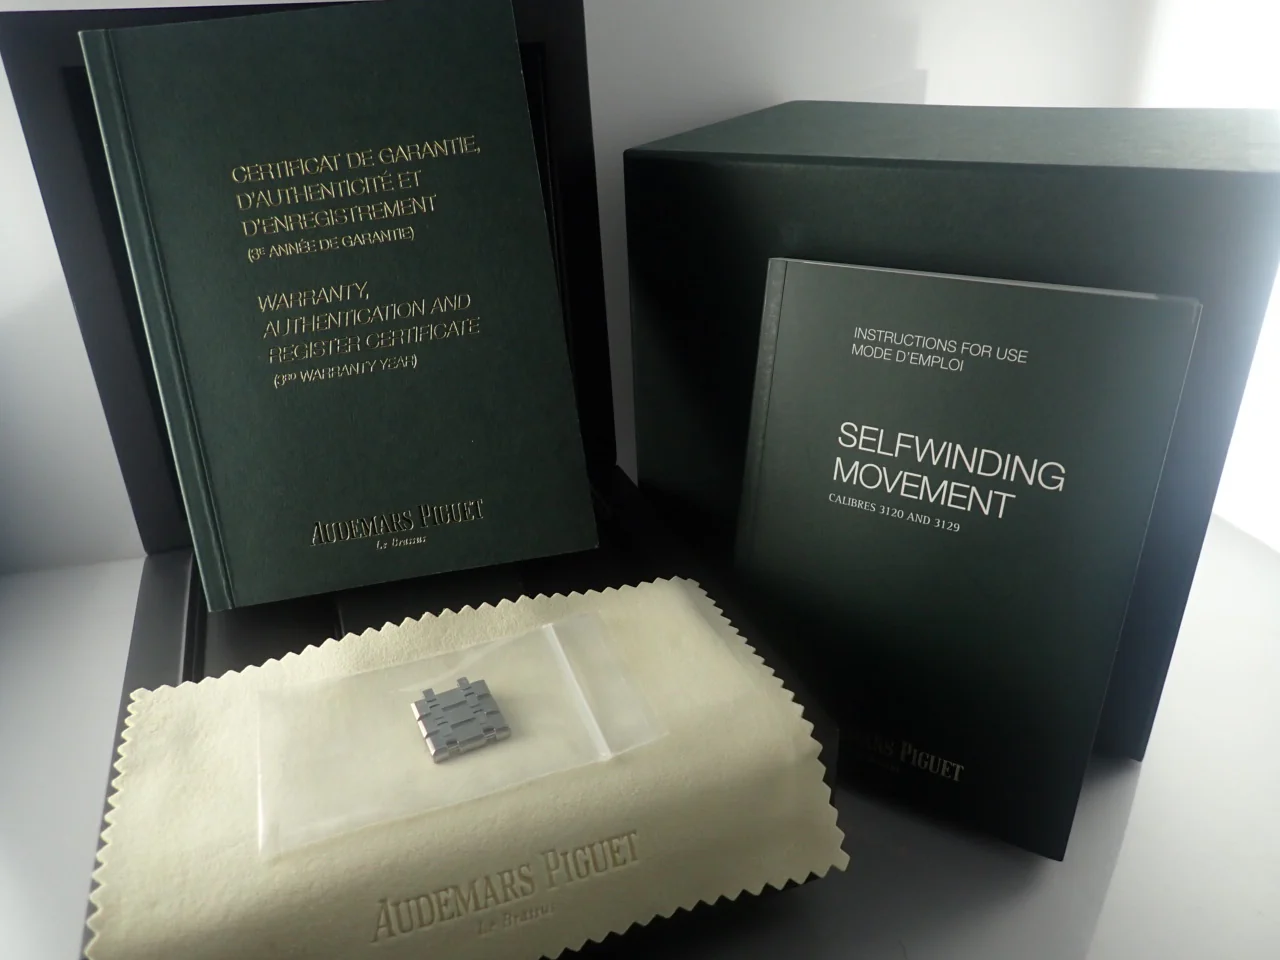 CERTIFICAT DE GARANTIE,
D'AUTHENTICITÉ ET
D'ENREGISTREMENT
(3E ANNÉE DE GARANTIE)
WARRANTY,
AUTHENTICATION AND
REGISTER CERTIFICATE
(3RD WARRANTY YEAR)
AUDEMARS PIGUET
Le Brassus
INSTRUCTIONS FOR USE
MODE D'EMPLOI
SELFWINDING
MOVEMENT
CALIBRES 3120 AND 3129
PIGUET
AUDEMARS PIGUET
Le Brassus